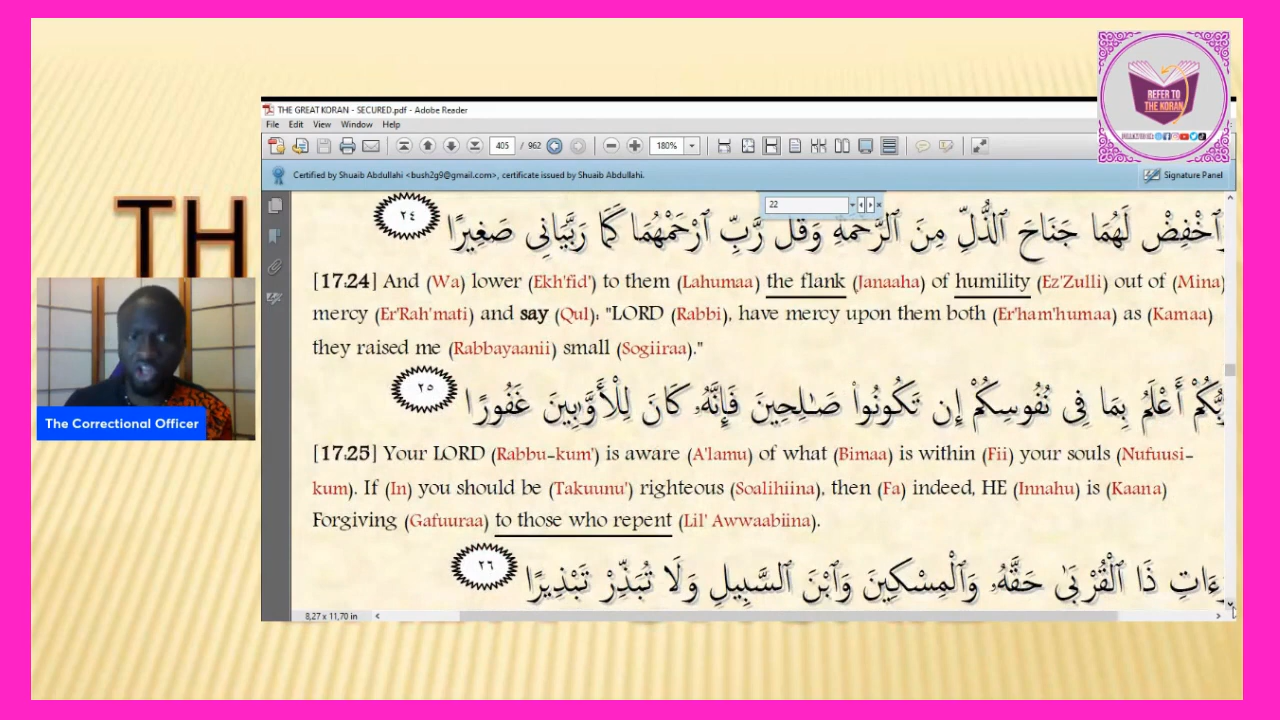 REFER TO
THE KORAN
THE GREAT KORAN - SECURED.pdf - Adobe Reader
File Edit View Window Help
405 / 962 180%
Certified by Shuaib Abdullahi <bush2g9@gmail.com>, certificate issued by Shuaib Abdullahi.
Signature Panel
22
TH
ٱخْفِضْ لَهُمَا جَنَاحَ ٱلذُّلِّ مِنَ ٱلرَّحْمَةِ وَقُل رَّبِّ ٱرْحَمْهُمَا كَمَا رَبَّيَانِى صَغِيرًا ٢٤
[17.24] And (Wa) lower (Ekh'fid') to them (Lahumaa) the flank (Janaaha) of humility (Ez'Zulli) out of (Mina)
mercy (Er'Rah'mati) and say (Qul): "LORD (Rabbi), have mercy upon them both (Er'ham'humaa) as (Kamaa)
they raised me (Rabbayaanii) small (Sogiiraa)."
بُّكُمْ أَعْلَمُ بِمَا فِى نُفُوسِكُمْ إِن تَكُونُوا۟ صَـٰلِحِينَ فَإِنَّهُۥ كَانَ لِلْأَوَّٰبِينَ غَفُورًا ٢٥
[17.25] Your LORD (Rabbu-kum') is aware (A'lamu) of what (Bimaa) is within (Fii) your souls (Nufuusi-
kum). If (In) you should be (Takuunu') righteous (Soalihiina), then (Fa) indeed, HE (Innahu) is (Kaana)
Forgiving (Gafuuraa) to those who repent (Lil' Awwaabiina).
ءَاتِ ذَا ٱلْقُرْبَىٰ حَقَّهُۥ وَٱلْمِسْكِينَ وَٱبْنَ ٱلسَّبِيلِ وَلَا تُبَذِّرْ تَبْذِيرًا ٢٦
The Correctional Officer
8,27 x 11,70 in